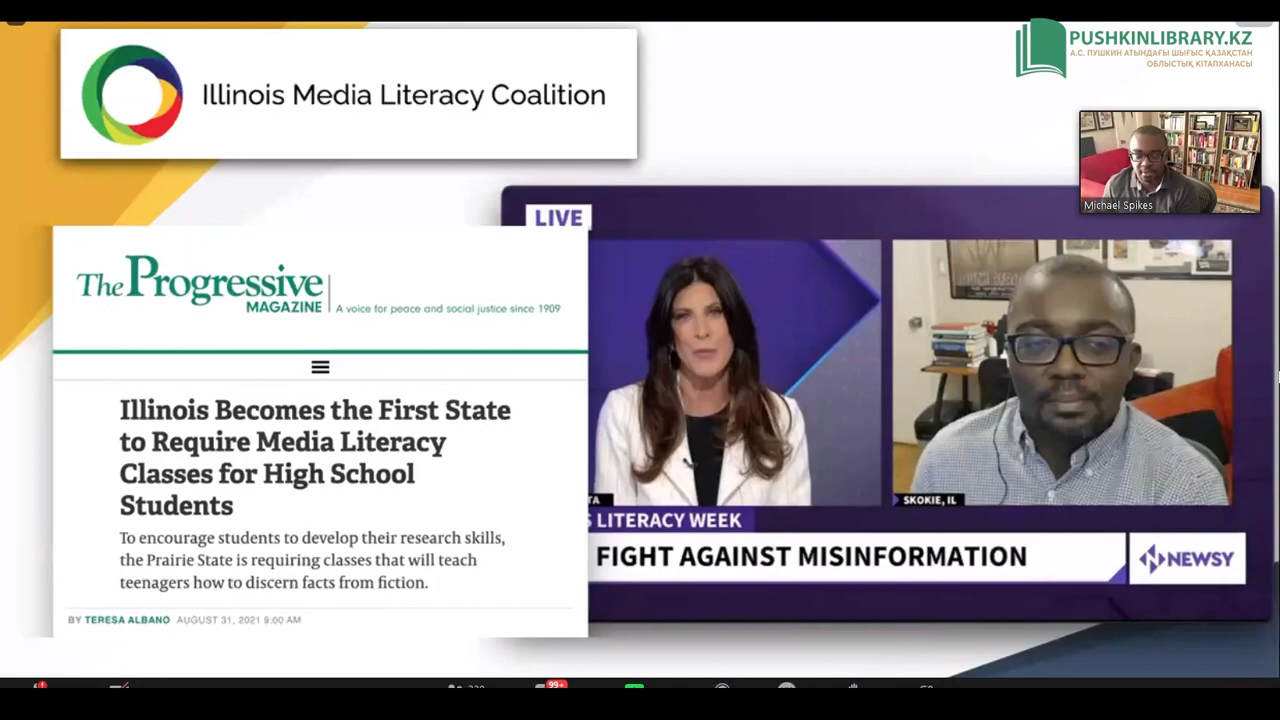 PUSHKINLIBRARY.KZ
А.С. ПУШКИН АТЫНДАҒЫ ШЫҒЫС ҚАЗАҚСТАН
ОБЛЫСТЫҚ КІТАПХАНАСЫ
Illinois Media Literacy Coalition
Michael Spikes
LIVE
The Progressive
MAGAZINE
A voice for peace and social justice since 1909
Illinois Becomes the First State
to Require Media Literacy
Classes for High School
Students
To encourage students to develop their research skills,
the Prairie State is requiring classes that will teach
teenagers how to discern facts from fiction.
BY TERESA ALBANO AUGUST 31, 2021 9:00 AM
SKOKIE, IL
LITERACY WEEK
FIGHT AGAINST MISINFORMATION
NEWSY
99+